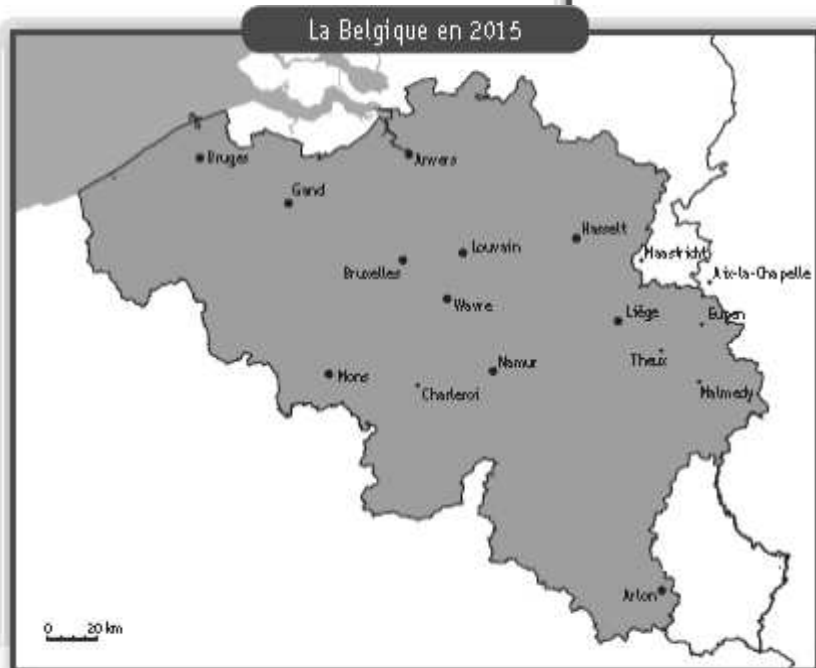 La Belgique en 2015
Bruges
Anvers
Gand
Hasselt
Louvain
Maastricht
Bruxelles
Aix-la-Chapelle
Wavre
Liège
Eupen
Theux
Namur
Mons
Malmedy
Charleroi
Arlon
0 20 km